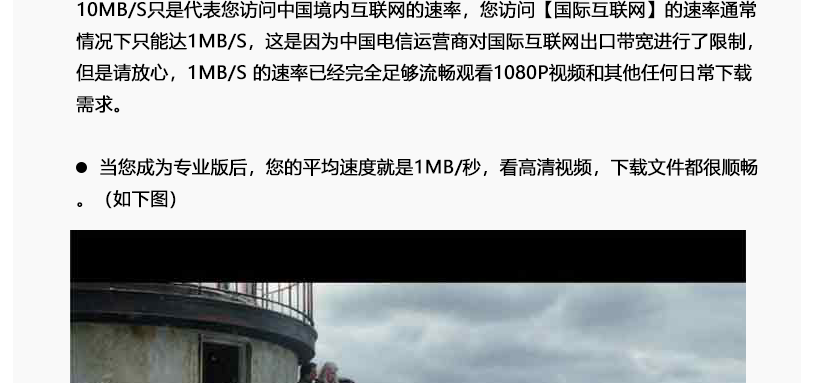 10MB/S只是代表您访问中国境内互联网的速率，您访问【国际互联网】的速率通常
情况下只能达1MB/S，这是因为中国电信运营商对国际互联网出口带宽进行了限制，
但是请放心，1MB/S 的速率已经完全足够流畅观看1080P视频和其他任何日常下载
需求。
● 当您成为专业版后，您的平均速度就是1MB/秒，看高清视频，下载文件都很顺畅
。（如下图）